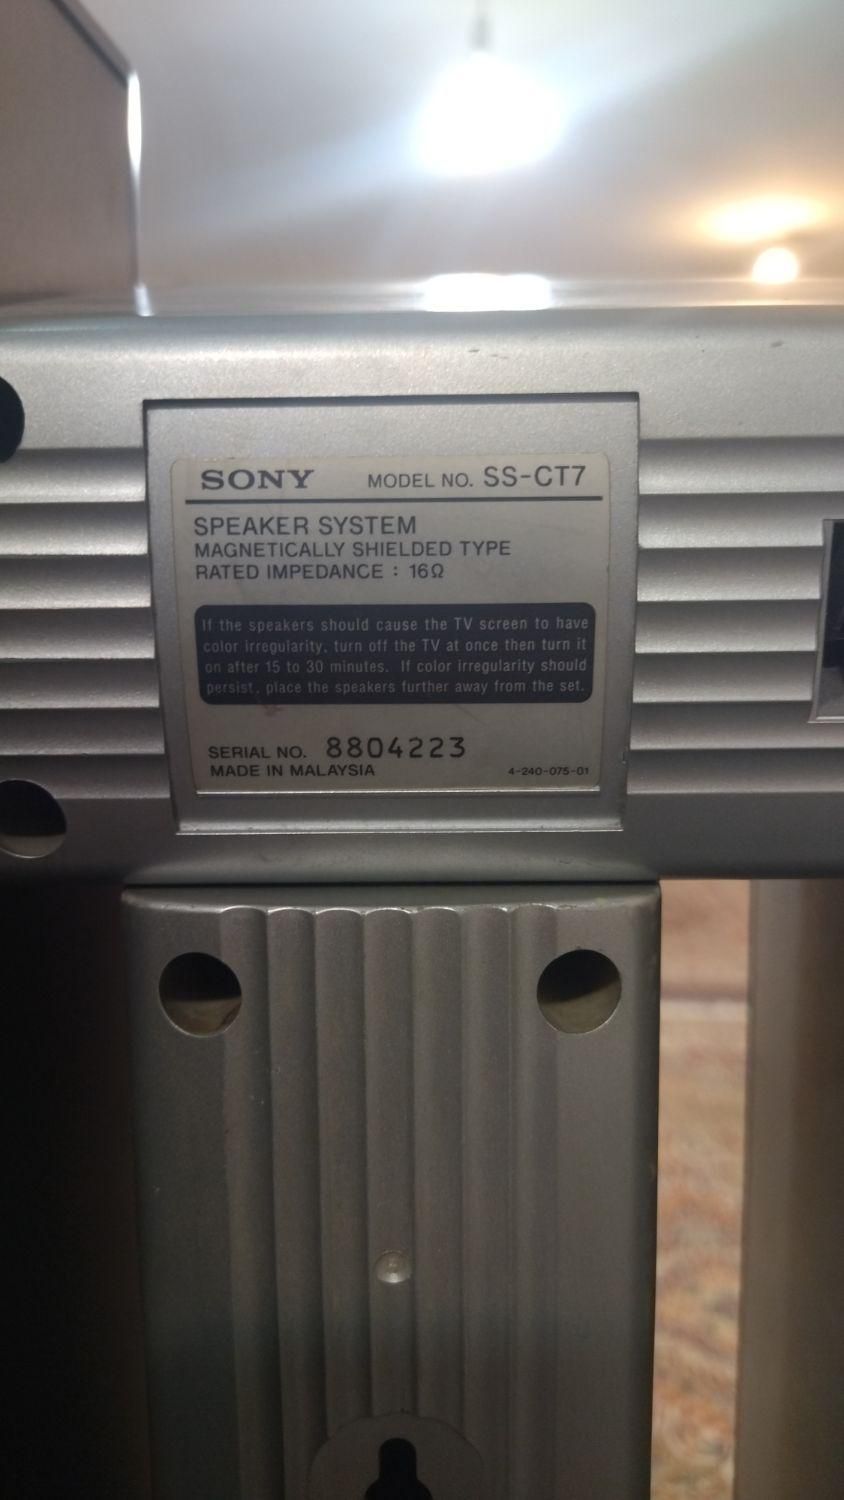 SONY MODEL NO. SS-CT7
SPEAKER SYSTEM
MAGNETICALLY SHIELDED TYPE
RATED IMPEDANCE : 16Ω
If the speakers should cause the TV screen to have
color irregularity, turn off the TV at once then turn it
on after 15 to 30 minutes. If color irregularity should
persist, place the speakers further away from the set.
SERIAL NO. 8804223
MADE IN MALAYSIA 4-240-075-01